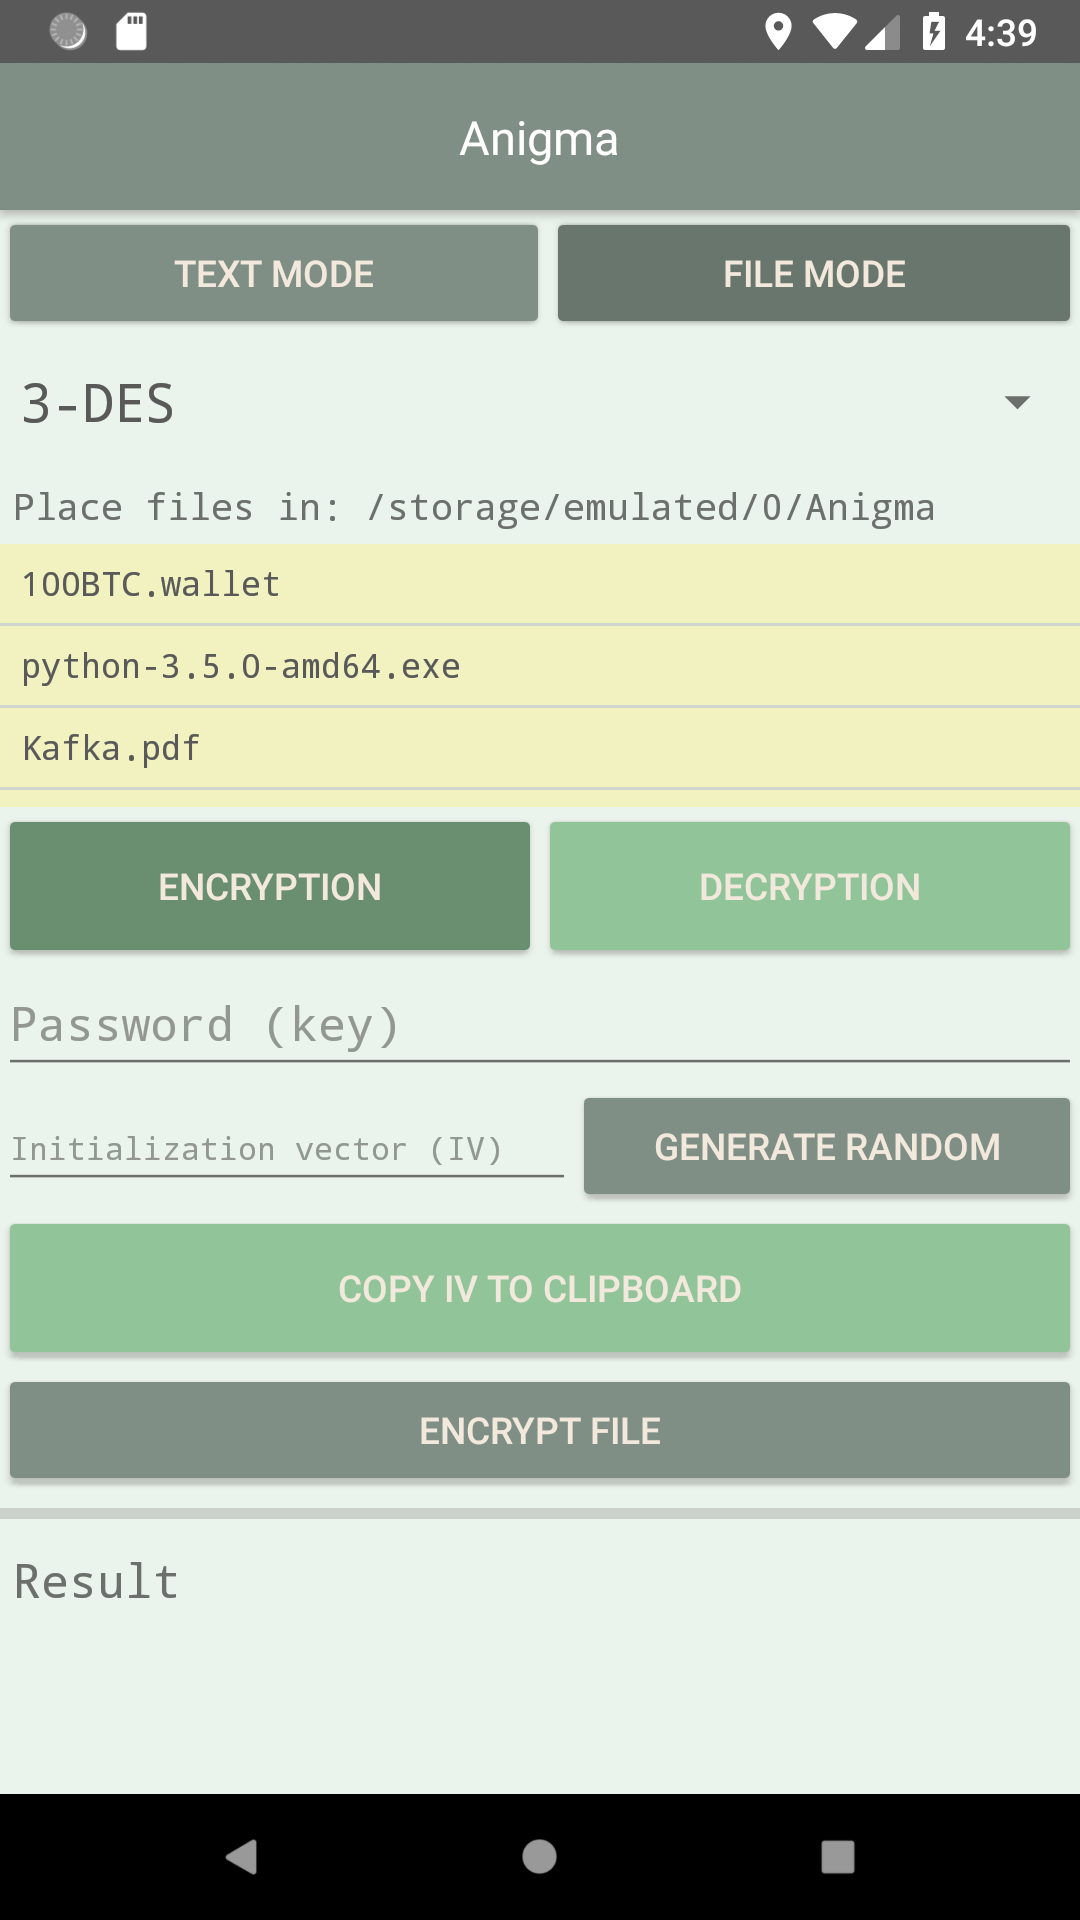 4:39
Anigma
TEXT MODE FILE MODE
3-DES
Place files in: /storage/emulated/0/Anigma
100BTC.wallet
python-3.5.0-amd64.exe
Kafka.pdf
ENCRYPTION DECRYPTION
Password (key)
Initialization vector (IV) GENERATE RANDOM
COPY IV TO CLIPBOARD
ENCRYPT FILE
Result